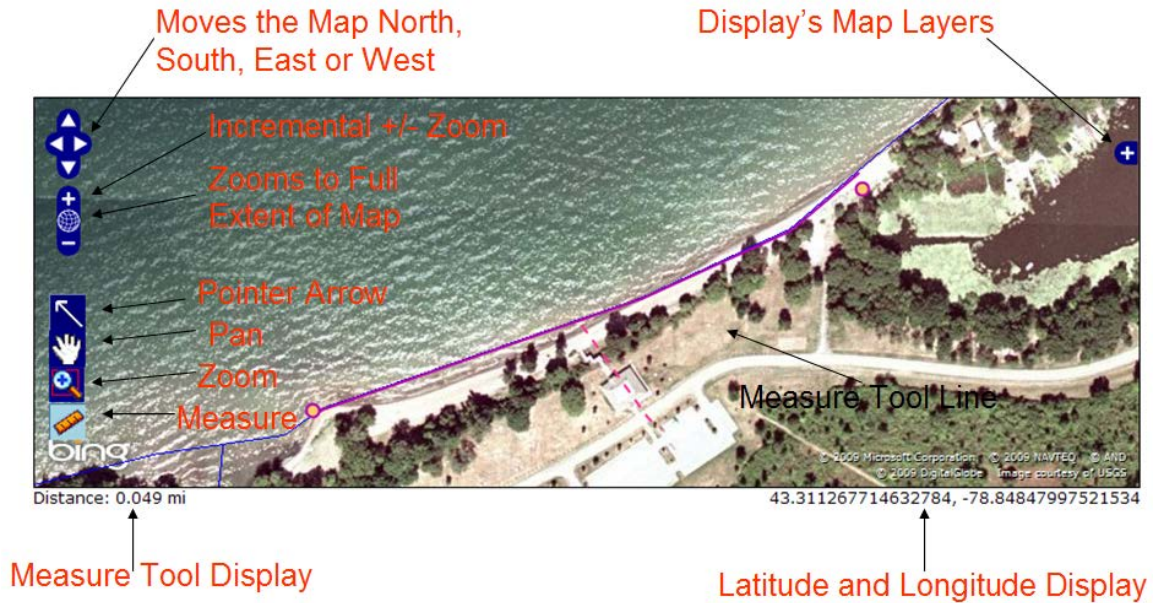 Moves the Map North,
South, East or West
Display's Map Layers
Incremental +/- Zoom
Zooms to Full
Extent of Map
Pointer Arrow
Pan
Zoom
Measure
Measure Tool Line
bing
© 2009 Microsoft Corporation © 2009 NAVTEQ © AND
© 2009 DigitalGlobe Image courtesy of USGS
Distance: 0.049 mi
43.311267714632784, -78.84847997521534
Measure Tool Display
Latitude and Longitude Display